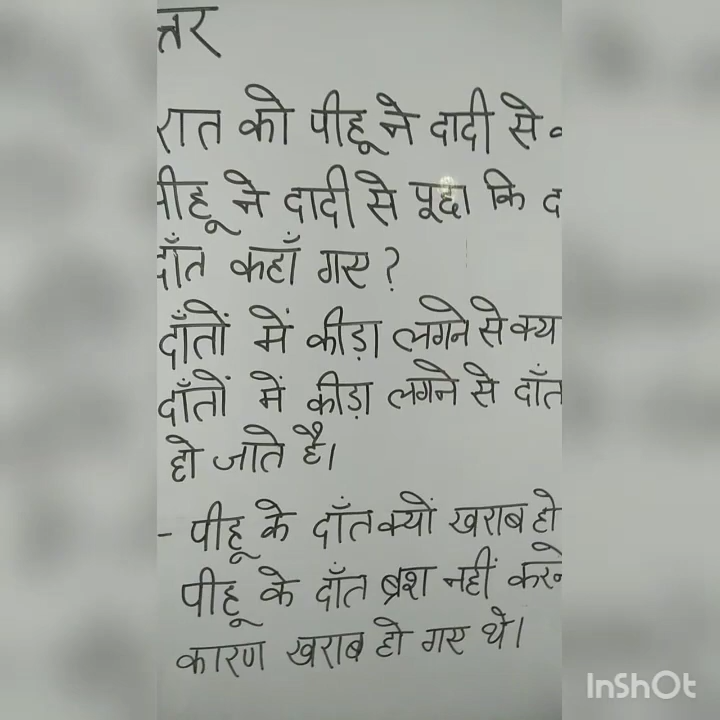 त्तर
रात को पीहू ने दादी से
पीहू ने दादी से पूछा कि
दाँत कहाँ गए?
दाँतों में कीड़ा लगने से क्य
दाँतों में कीड़ा लगने से दाँत
हो जाते है।
- पीहू के दाँत क्यों खराब हो
पीहू के दाँत ब्रश नहीं करने
कारण खराब हो गए थे।
InShOt